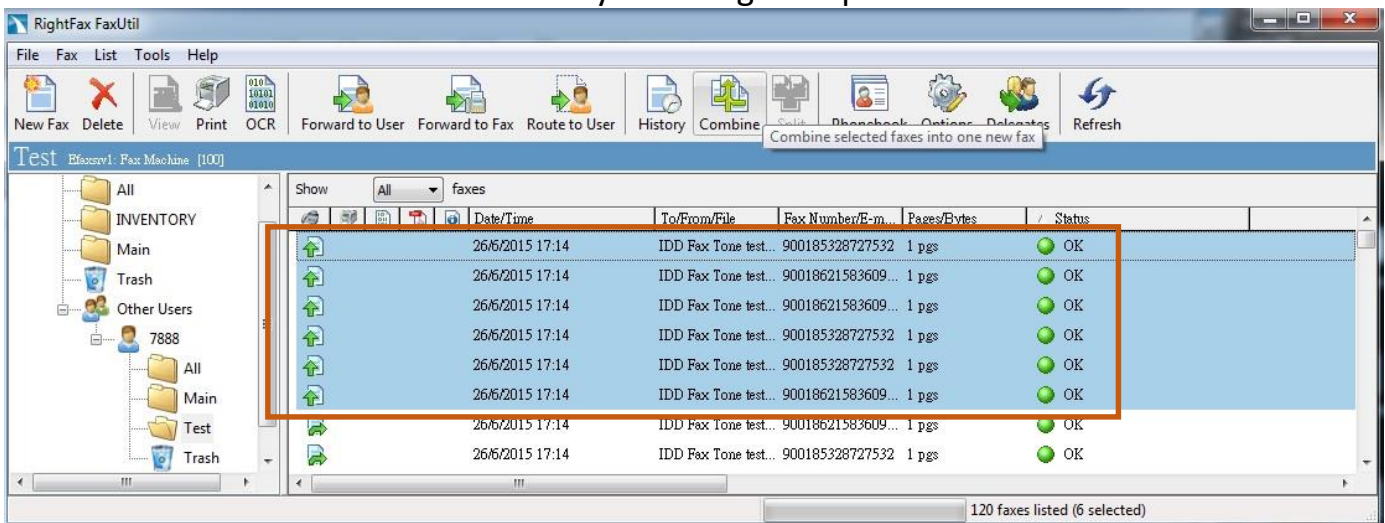 RightFax FaxUtil
File Fax List Tools Help
New Fax Delete View Print OCR Forward to User Forward to Fax Route to User History Combine Split Phonebook Options Delegates Refresh
Combine selected faxes into one new fax
Test Efaxsrv1: Fax Machine [100]
All
INVENTORY
Main
Trash
Other Users
7888
All
Main
Test
Trash
Show All faxes
Date/Time To/From/File Fax Number/E-m... Pages/Bytes / Status
26/6/2015 17:14 IDD Fax Tone test... 900185328727532 1 pgs OK
26/6/2015 17:14 IDD Fax Tone test... 90018621583609... 1 pgs OK
26/6/2015 17:14 IDD Fax Tone test... 90018621583609... 1 pgs OK
26/6/2015 17:14 IDD Fax Tone test... 900185328727532 1 pgs OK
26/6/2015 17:14 IDD Fax Tone test... 900185328727532 1 pgs OK
26/6/2015 17:14 IDD Fax Tone test... 90018621583609... 1 pgs OK
26/6/2015 17:14 IDD Fax Tone test... 90018621583609... 1 pgs OK
26/6/2015 17:14 IDD Fax Tone test... 900185328727532 1 pgs OK
120 faxes listed (6 selected)